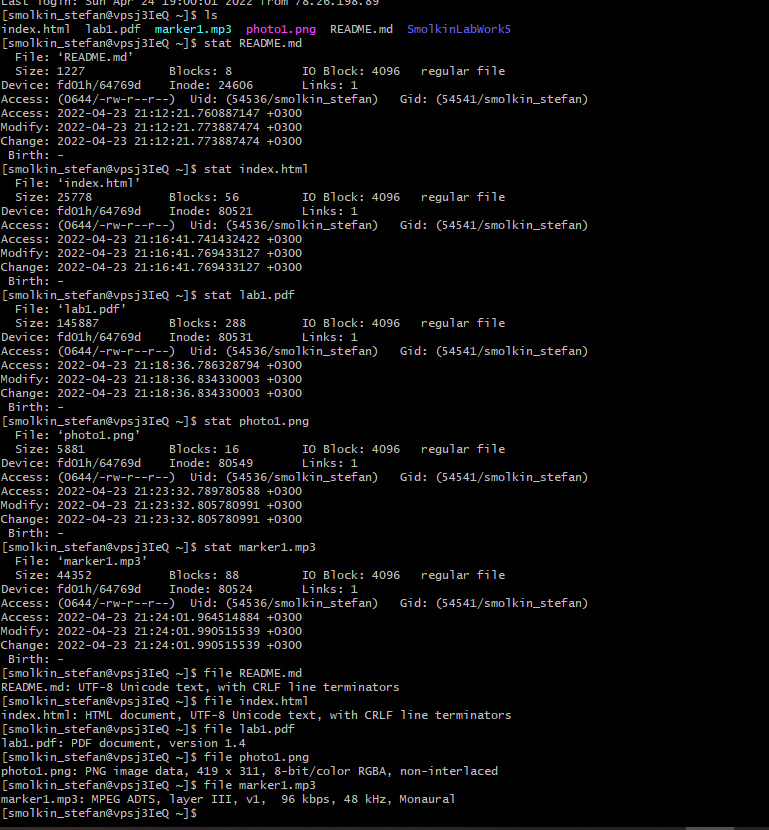 Last login: Sun Apr 24 19:00:01 2022 from 78.26.198.89
[smolkin_stefan@vpsj3IeQ ~]$ ls
index.html  lab1.pdf  marker1.mp3  photo1.png  README.md  SmolkinLabWork5
[smolkin_stefan@vpsj3IeQ ~]$ stat README.md
  File: ‘README.md’
  Size: 1227            Blocks: 8          IO Block: 4096   regular file
Device: fd01h/64769d    Inode: 24606       Links: 1
Access: (0644/-rw-r--r--)  Uid: (54536/smolkin_stefan)   Gid: (54541/smolkin_stefan)
Access: 2022-04-23 21:12:21.760887147 +0300
Modify: 2022-04-23 21:12:21.773887474 +0300
Change: 2022-04-23 21:12:21.773887474 +0300
 Birth: -
[smolkin_stefan@vpsj3IeQ ~]$ stat index.html
  File: ‘index.html’
  Size: 25778           Blocks: 56         IO Block: 4096   regular file
Device: fd01h/64769d    Inode: 80521       Links: 1
Access: (0644/-rw-r--r--)  Uid: (54536/smolkin_stefan)   Gid: (54541/smolkin_stefan)
Access: 2022-04-23 21:16:41.741432422 +0300
Modify: 2022-04-23 21:16:41.769433127 +0300
Change: 2022-04-23 21:16:41.769433127 +0300
 Birth: -
[smolkin_stefan@vpsj3IeQ ~]$ stat lab1.pdf
  File: ‘lab1.pdf’
  Size: 145887          Blocks: 288        IO Block: 4096   regular file
Device: fd01h/64769d    Inode: 80531       Links: 1
Access: (0644/-rw-r--r--)  Uid: (54536/smolkin_stefan)   Gid: (54541/smolkin_stefan)
Access: 2022-04-23 21:18:36.786328794 +0300
Modify: 2022-04-23 21:18:36.834330003 +0300
Change: 2022-04-23 21:18:36.834330003 +0300
 Birth: -
[smolkin_stefan@vpsj3IeQ ~]$ stat photo1.png
  File: ‘photo1.png’
  Size: 5881            Blocks: 16         IO Block: 4096   regular file
Device: fd01h/64769d    Inode: 80549       Links: 1
Access: (0644/-rw-r--r--)  Uid: (54536/smolkin_stefan)   Gid: (54541/smolkin_stefan)
Access: 2022-04-23 21:23:32.789780588 +0300
Modify: 2022-04-23 21:23:32.805780991 +0300
Change: 2022-04-23 21:23:32.805780991 +0300
 Birth: -
[smolkin_stefan@vpsj3IeQ ~]$ stat marker1.mp3
  File: ‘marker1.mp3’
  Size: 44352           Blocks: 88         IO Block: 4096   regular file
Device: fd01h/64769d    Inode: 80524       Links: 1
Access: (0644/-rw-r--r--)  Uid: (54536/smolkin_stefan)   Gid: (54541/smolkin_stefan)
Access: 2022-04-23 21:24:01.964514884 +0300
Modify: 2022-04-23 21:24:01.990515539 +0300
Change: 2022-04-23 21:24:01.990515539 +0300
 Birth: -
[smolkin_stefan@vpsj3IeQ ~]$ file README.md
README.md: UTF-8 Unicode text, with CRLF line terminators
[smolkin_stefan@vpsj3IeQ ~]$ file index.html
index.html: HTML document, UTF-8 Unicode text, with CRLF line terminators
[smolkin_stefan@vpsj3IeQ ~]$ file lab1.pdf
lab1.pdf: PDF document, version 1.4
[smolkin_stefan@vpsj3IeQ ~]$ file photo1.png
photo1.png: PNG image data, 419 x 311, 8-bit/color RGBA, non-interlaced
[smolkin_stefan@vpsj3IeQ ~]$ file marker1.mp3
marker1.mp3: MPEG ADTS, layer III, v1,  96 kbps, 48 kHz, Monaural
[smolkin_stefan@vpsj3IeQ ~]$